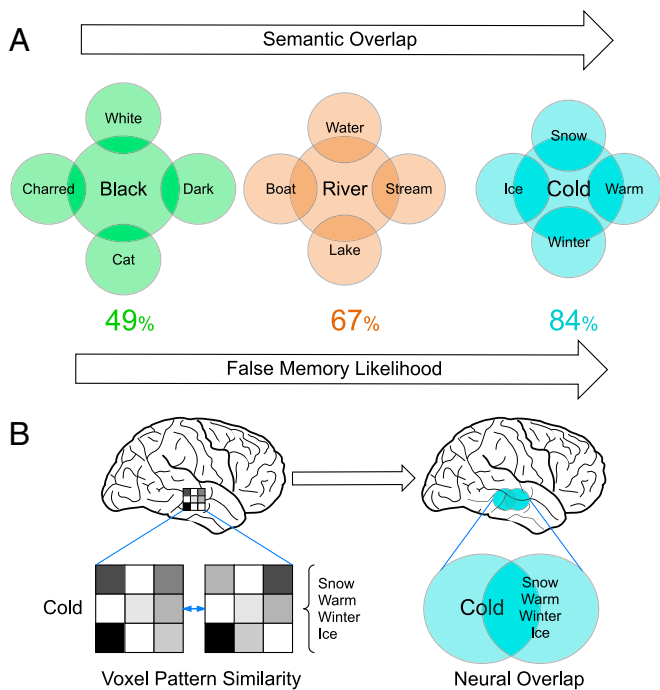 A
Semantic Overlap
White
Charred
Black
Dark
Cat
Water
Boat
River
Stream
Lake
Snow
Ice
Cold
Warm
Winter
49%
67%
84%
False Memory Likelihood
B
Cold
Snow
Warm
Winter
Ice
Voxel Pattern Similarity
Cold
Snow
Warm
Winter
Ice
Neural Overlap